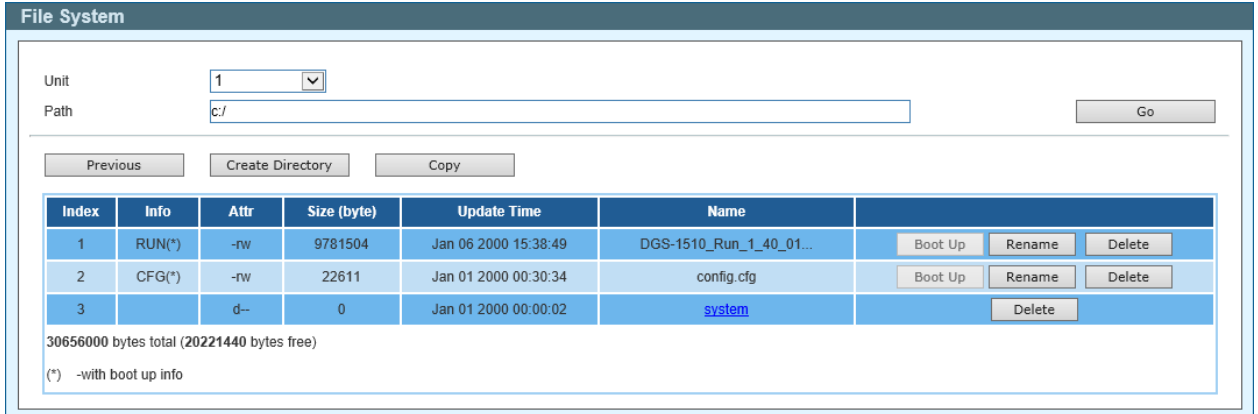 File System
Unit 1
Path c:/ Go
Previous Create Directory Copy
Index Info Attr Size (byte) Update Time Name
1 RUN(*) -rw 9781504 Jan 06 2000 15:38:49 DGS-1510_Run_1_40_01... Boot Up Rename Delete
2 CFG(*) -rw 22611 Jan 01 2000 00:30:34 config.cfg Boot Up Rename Delete
3 d-- 0 Jan 01 2000 00:00:02 system Delete
30656000 bytes total (20221440 bytes free)
(*) -with boot up info